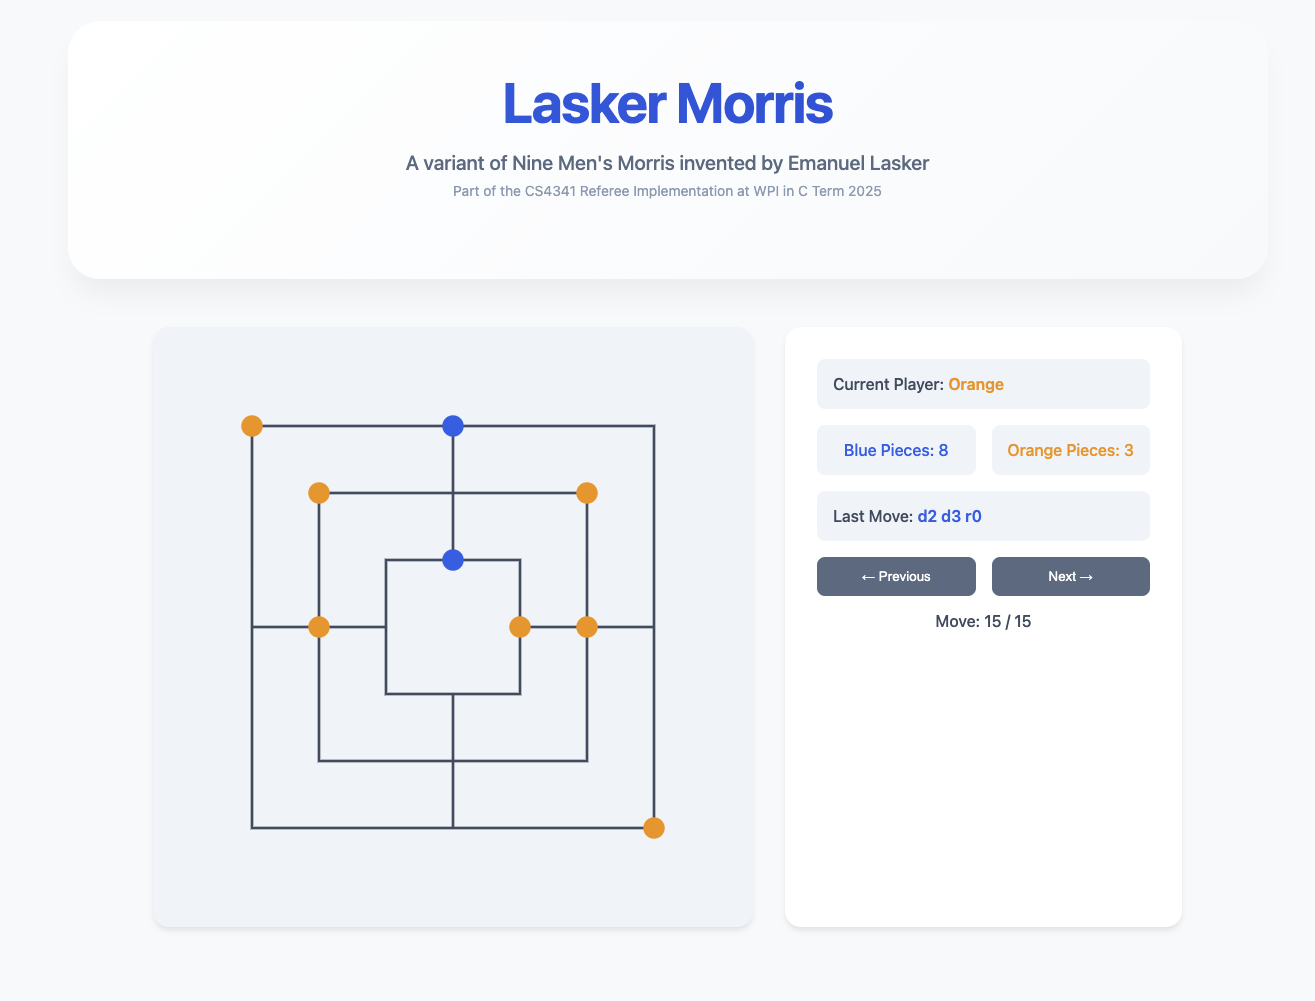 Lasker Morris
A variant of Nine Men's Morris invented by Emanuel Lasker
Part of the CS4341 Referee Implementation at WPI in C Term 2025
Current Player: Orange
Blue Pieces: 8
Orange Pieces: 3
Last Move: d2 d3 r0
← Previous
Next →
Move: 15 / 15